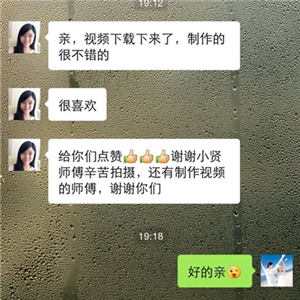 19:12
亲，视频下载下来了，制作的
很不错的
很喜欢
给你们点赞👍👍👍谢谢小贤
师傅辛苦拍摄，还有制作视频
的师傅，谢谢你们
19:18
好的亲😘